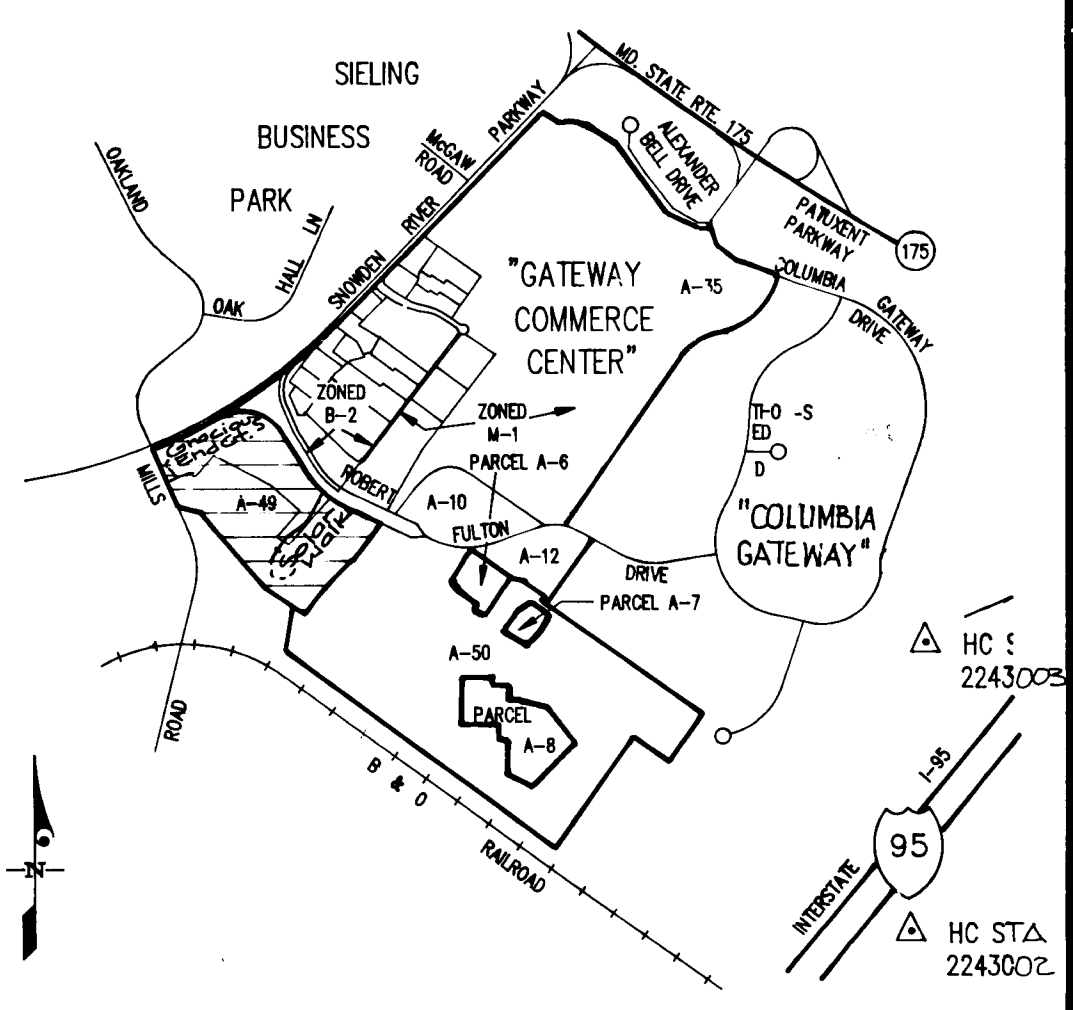 SIELING
BUSINESS
PARK
OAKLAND
MILLS
ROAD
OAK
HALL LN
McGAW
ROAD
SNOWDEN
RIVER
PARKWAY
MD. STATE RTE. 175
ALEXANDER
BELL DRIVE
PATUXENT
PARKWAY
175
COLUMBIA
GATEWAY
DRIVE
"GATEWAY
COMMERCE
CENTER"
A-35
ZONED
B-2
ZONED
M-1
PARCEL A-6
ROBERT
FULTON
DRIVE
A-10
A-12
A-49
PARCEL A-7
A-50
PARCEL
A-8
"COLUMBIA
GATEWAY"
ED
D
B & O
RAILROAD
INTERSTATE
I-95
95
HC
2243003
HC STA
2243002
N